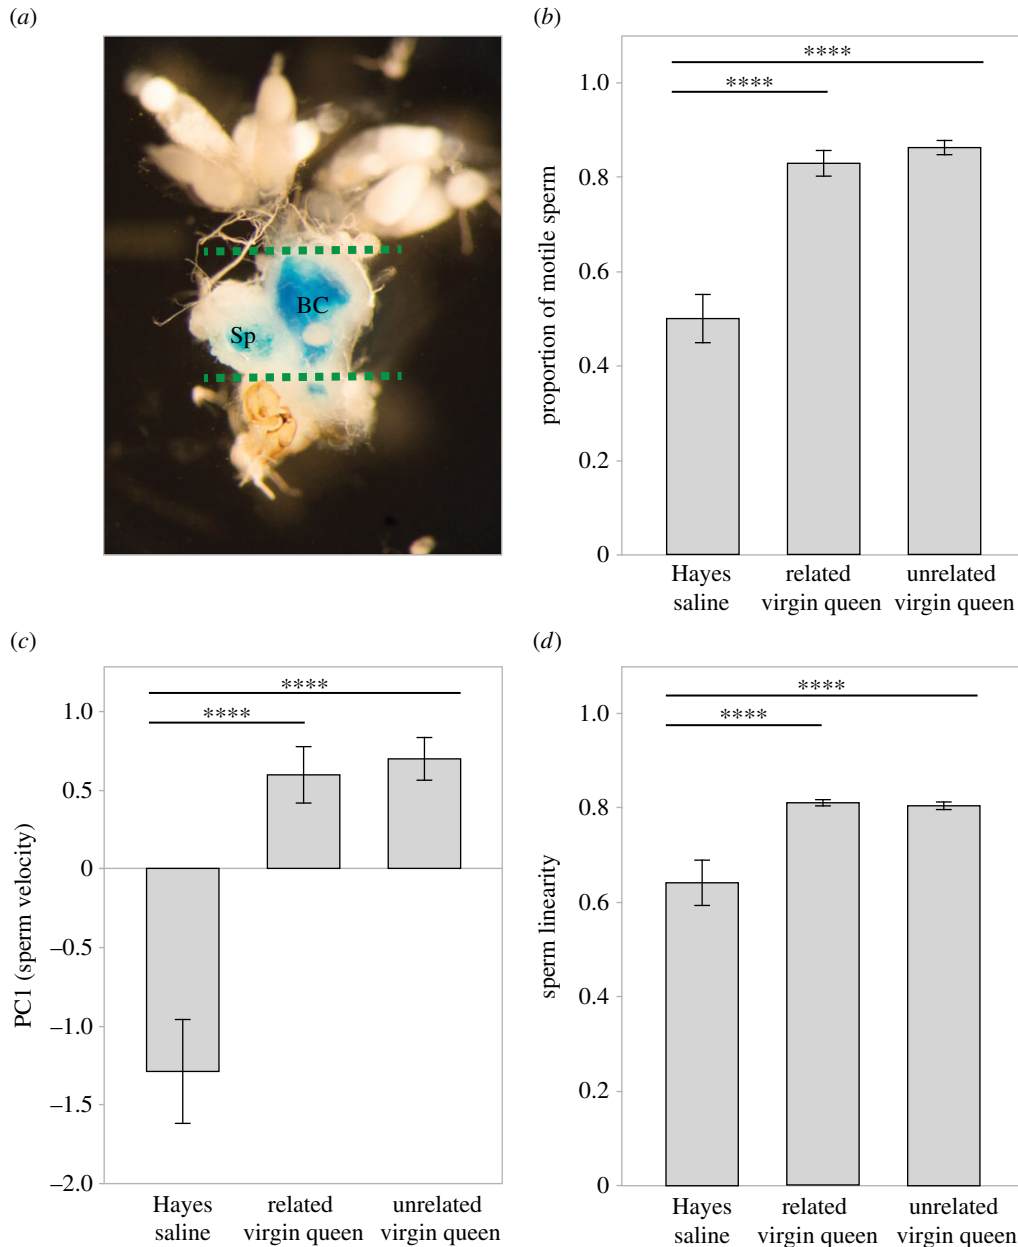 (a)
BC
Sp
(b)
****
****
1.0
0.8
0.6
0.4
0.2
0
proportion of motile sperm
Hayes saline
related virgin queen
unrelated virgin queen
(c)
****
****
1.0
0.5
0
–0.5
–1.0
–1.5
–2.0
PC1 (sperm velocity)
Hayes saline
related virgin queen
unrelated virgin queen
(d)
****
****
1.0
0.8
0.6
0.4
0.2
0
sperm linearity
Hayes saline
related virgin queen
unrelated virgin queen